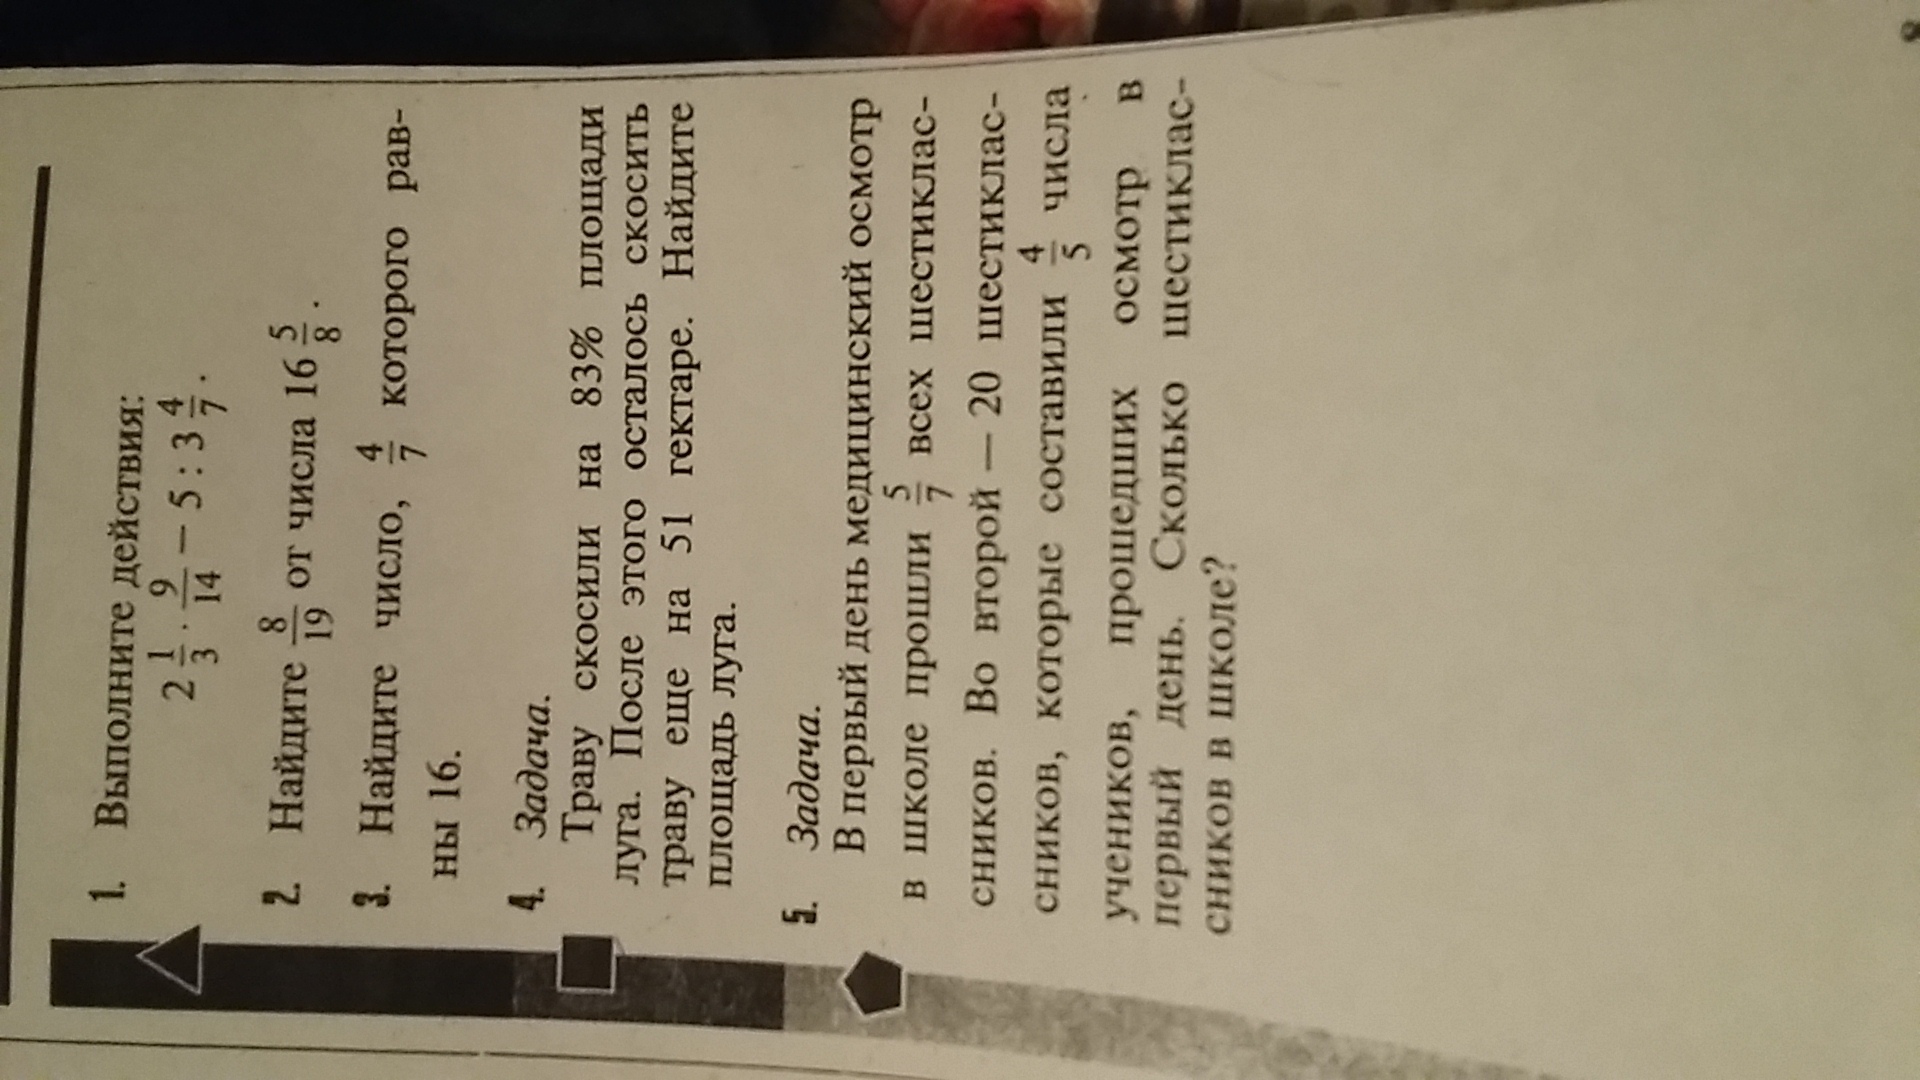 1. Выполните действия:
2 1/3 · 9/14 − 5 : 3 4/7 .
2. Найдите 8/19 от числа 16 5/8 .
3. Найдите число, 4/7 которого рав-
ны 16.
4. Задача.
Траву скосили на 83% площади
луга. После этого осталось скосить
траву еще на 51 гектаре. Найдите
площадь луга.
5. Задача.
В первый день медицинский осмотр
в школе прошли 5/7 всех шестиклас-
сников. Во второй — 20 шестиклас-
сников, которые составили 4/5 числа
учеников, прошедших осмотр в
первый день. Сколько шестиклас-
сников в школе?